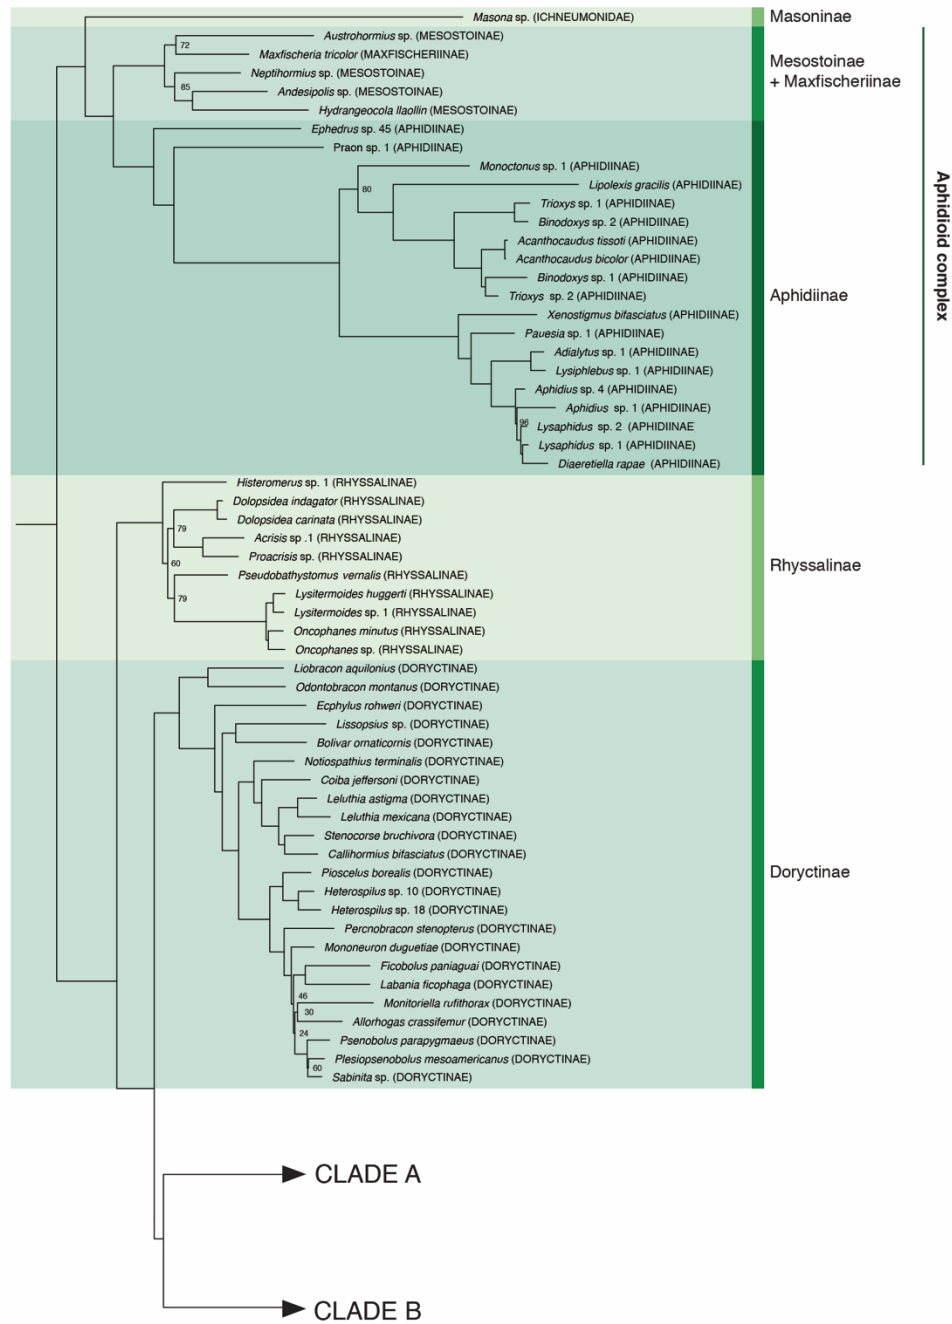 Masona sp. (ICHNEUMONIDAE)
Masoninae
Austrohormius sp. (MESOSTOINAE)
72
Maxfischeria tricolor (MAXFISCHERIINAE)
Mesostoinae
+ Maxfischeriinae
Neptihormius sp. (MESOSTOINAE)
85
Andesipolis sp. (MESOSTOINAE)
Hydrangeocola llaollin (MESOSTOINAE)
Ephedrus sp. 45 (APHIDIINAE)
Praon sp. 1 (APHIDIINAE)
Monoctonus sp. 1 (APHIDIINAE)
80
Lipolexis gracilis (APHIDIINAE)
Trioxys sp. 1 (APHIDIINAE)
Binodoxys sp. 2 (APHIDIINAE)
Acanthocaudus tissoti (APHIDIINAE)
Acanthocaudus bicolor (APHIDIINAE)
Binodoxys sp. 1 (APHIDIINAE)
Trioxys sp. 2 (APHIDIINAE)
Aphidiinae
Aphidioid complex
Xenostigmus bifasciatus (APHIDIINAE)
Pauesia sp. 1 (APHIDIINAE)
Adialytus sp. 1 (APHIDIINAE)
Lysiphlebus sp. 1 (APHIDIINAE)
Aphidius sp. 4 (APHIDIINAE)
Aphidius sp. 1 (APHIDIINAE)
96
Lysaphidus sp. 2 (APHIDIINAE
Lysaphidus sp. 1 (APHIDIINAE)
Diaeretiella rapae (APHIDIINAE)
Histeromerus sp. 1 (RHYSSALINAE)
Dolopsidea indagator (RHYSSALINAE)
79
Dolopsidea carinata (RHYSSALINAE)
Acrisis sp .1 (RHYSSALINAE)
Proacrisis sp. (RHYSSALINAE)
60
Rhyssalinae
Pseudobathystomus vernalis (RHYSSALINAE)
79
Lysitermoides huggerti (RHYSSALINAE)
Lysitermoides sp. 1 (RHYSSALINAE)
Oncophanes minutus (RHYSSALINAE)
Oncophanes sp. (RHYSSALINAE)
Liobracon aquilonius (DORYCTINAE)
Odontobracon montanus (DORYCTINAE)
Ecphylus rohweri (DORYCTINAE)
Lissopsius sp. (DORYCTINAE)
Bolivar ornaticornis (DORYCTINAE)
Notiospathius terminalis (DORYCTINAE)
Coiba jeffersoni (DORYCTINAE)
Leluthia astigma (DORYCTINAE)
Leluthia mexicana (DORYCTINAE)
Stenocorse bruchivora (DORYCTINAE)
Callihormius bifasciatus (DORYCTINAE)
Pioscelus borealis (DORYCTINAE)
Doryctinae
Heterospilus sp. 10 (DORYCTINAE)
Heterospilus sp. 18 (DORYCTINAE)
Percnobracon stenopterus (DORYCTINAE)
Mononeuron duguetiae (DORYCTINAE)
Ficobolus paniaguai (DORYCTINAE)
Labania ficophaga (DORYCTINAE)
46
Monitoriella rufithorax (DORYCTINAE)
30
Allorhogas crassifemur (DORYCTINAE)
24
Psenobolus parapygmaeus (DORYCTINAE)
Plesiopsenobolus mesoamericanus (DORYCTINAE)
60
Sabinita sp. (DORYCTINAE)
CLADE A
CLADE B